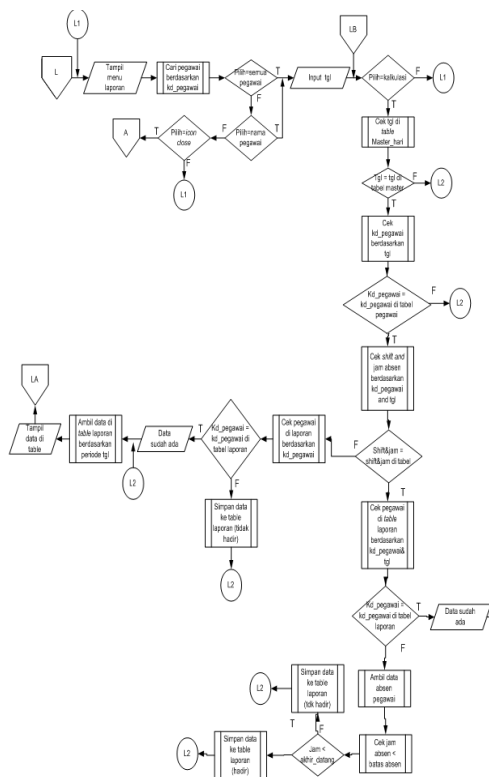 L1
LB
L
Tampil
menu
laporan
Cari pegawai
berdasarkan
kd_pegawai
Pilih=semua
pegawai
T
Input tgl
Pilih=kalkulasi
F
L1
F
T
A
T
Pilih=icon
close
F
Pilih=nama
pegawai
T
F
L1
Cek tgl di
table
Master_hari
Tgl = tgl di
tabel master
F
L2
T
Cek
kd_pegawai
berdasarkan
tgl
Kd_pegawai =
kd_pegawai di tabel
pegawai
F
L2
T
Cek shift and
jam absen
berdasarkan
kd_pegawai
and tgl
LA
Tampil
data di
table
Ambil data di
table laporan
berdasarkan
periode tgl
Data
sudah ada
T
Kd_pegawai =
kd_pegawai di
tabel laporan
Cek pegawai
di laporan
berdasarkan
kd_pegawai
F
Shift&jam =
shift&jam di tabel
L2
F
T
Simpan data
ke table
laporan (tidak
hadir)
L2
Cek pegawai
di table
laporan
berdasarkan
kd_pegawai&
tgl
Kd_pegawai =
kd_pegawai di tabel
laporan
T
Data sudah
ada
F
L2
Simpan data
ke table
laporan
(tdk hadir)
Ambil data
absen
pegawai
T
F
L2
Simpan data
ke table
laporan
(hadir)
Jam <
akhir_datang
Cek jam
absen <
batas absen